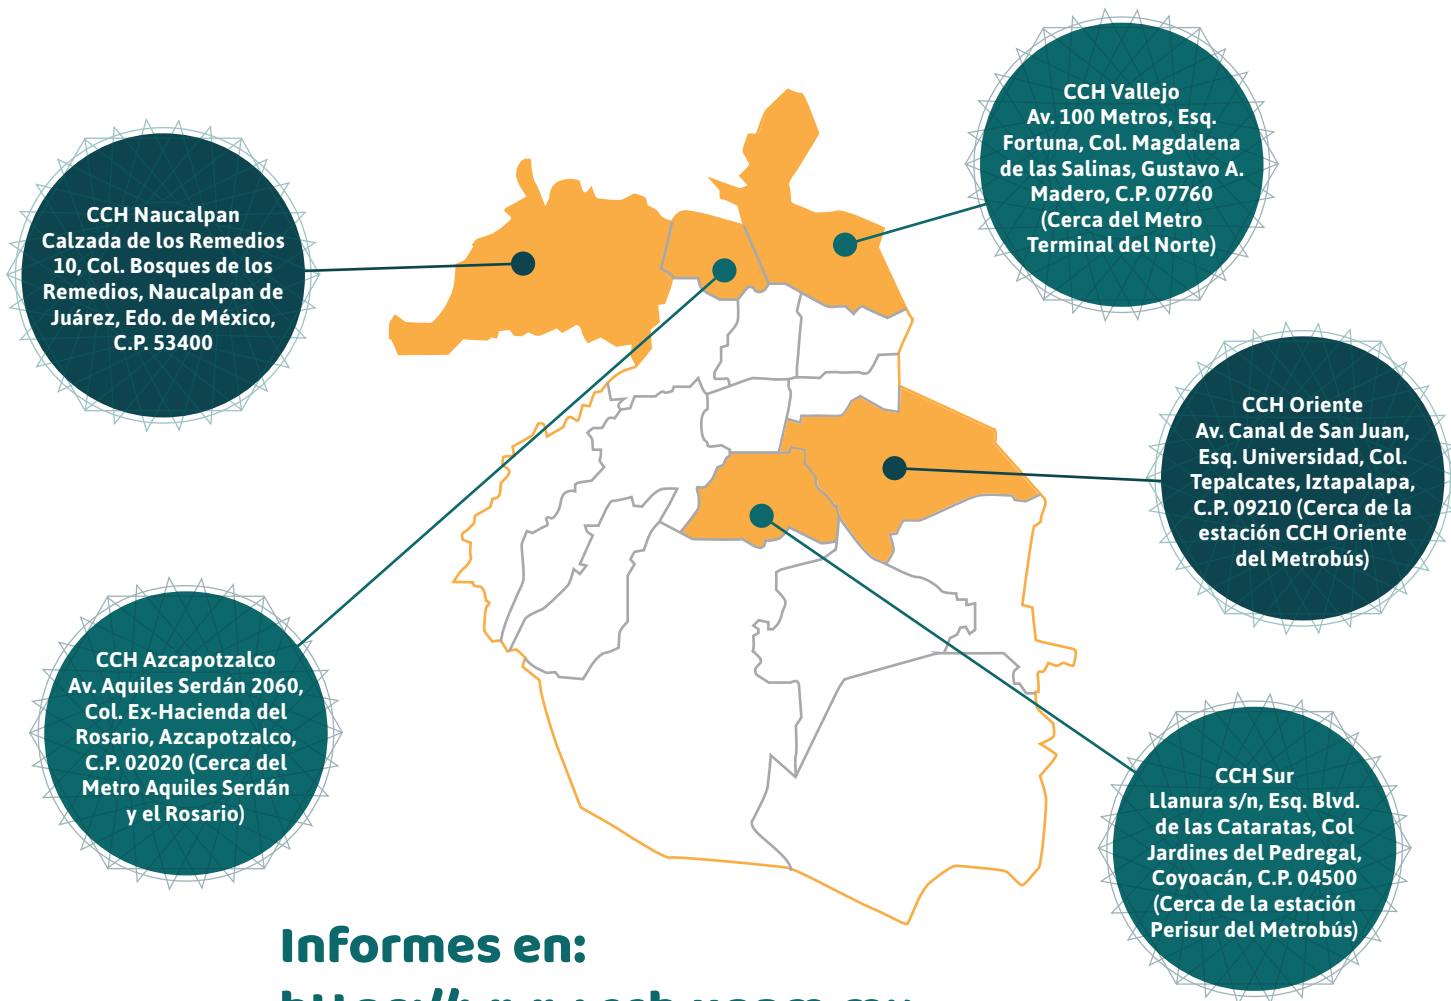 CCH Vallejo
Av. 100 Metros, Esq.
Fortuna, Col. Magdalena
de las Salinas, Gustavo A.
Madero, C.P. 07760
(Cerca del Metro
Terminal del Norte)
CCH Naucalpan
Calzada de los Remedios
10, Col. Bosques de los
Remedios, Naucalpan de
Juárez, Edo. de México,
C.P. 53400
CCH Oriente
Av. Canal de San Juan,
Esq. Universidad, Col.
Tepalcates, Iztapalapa,
C.P. 09210 (Cerca de la
estación CCH Oriente
del Metrobús)
CCH Azcapotzalco
Av. Aquiles Serdán 2060,
Col. Ex-Hacienda del
Rosario, Azcapotzalco,
C.P. 02020 (Cerca del
Metro Aquiles Serdán
y el Rosario)
CCH Sur
Llanura s/n, Esq. Blvd.
de las Cataratas, Col
Jardines del Pedregal,
Coyoacán, C.P. 04500
(Cerca de la estación
Perisur del Metrobús)
Informes en: